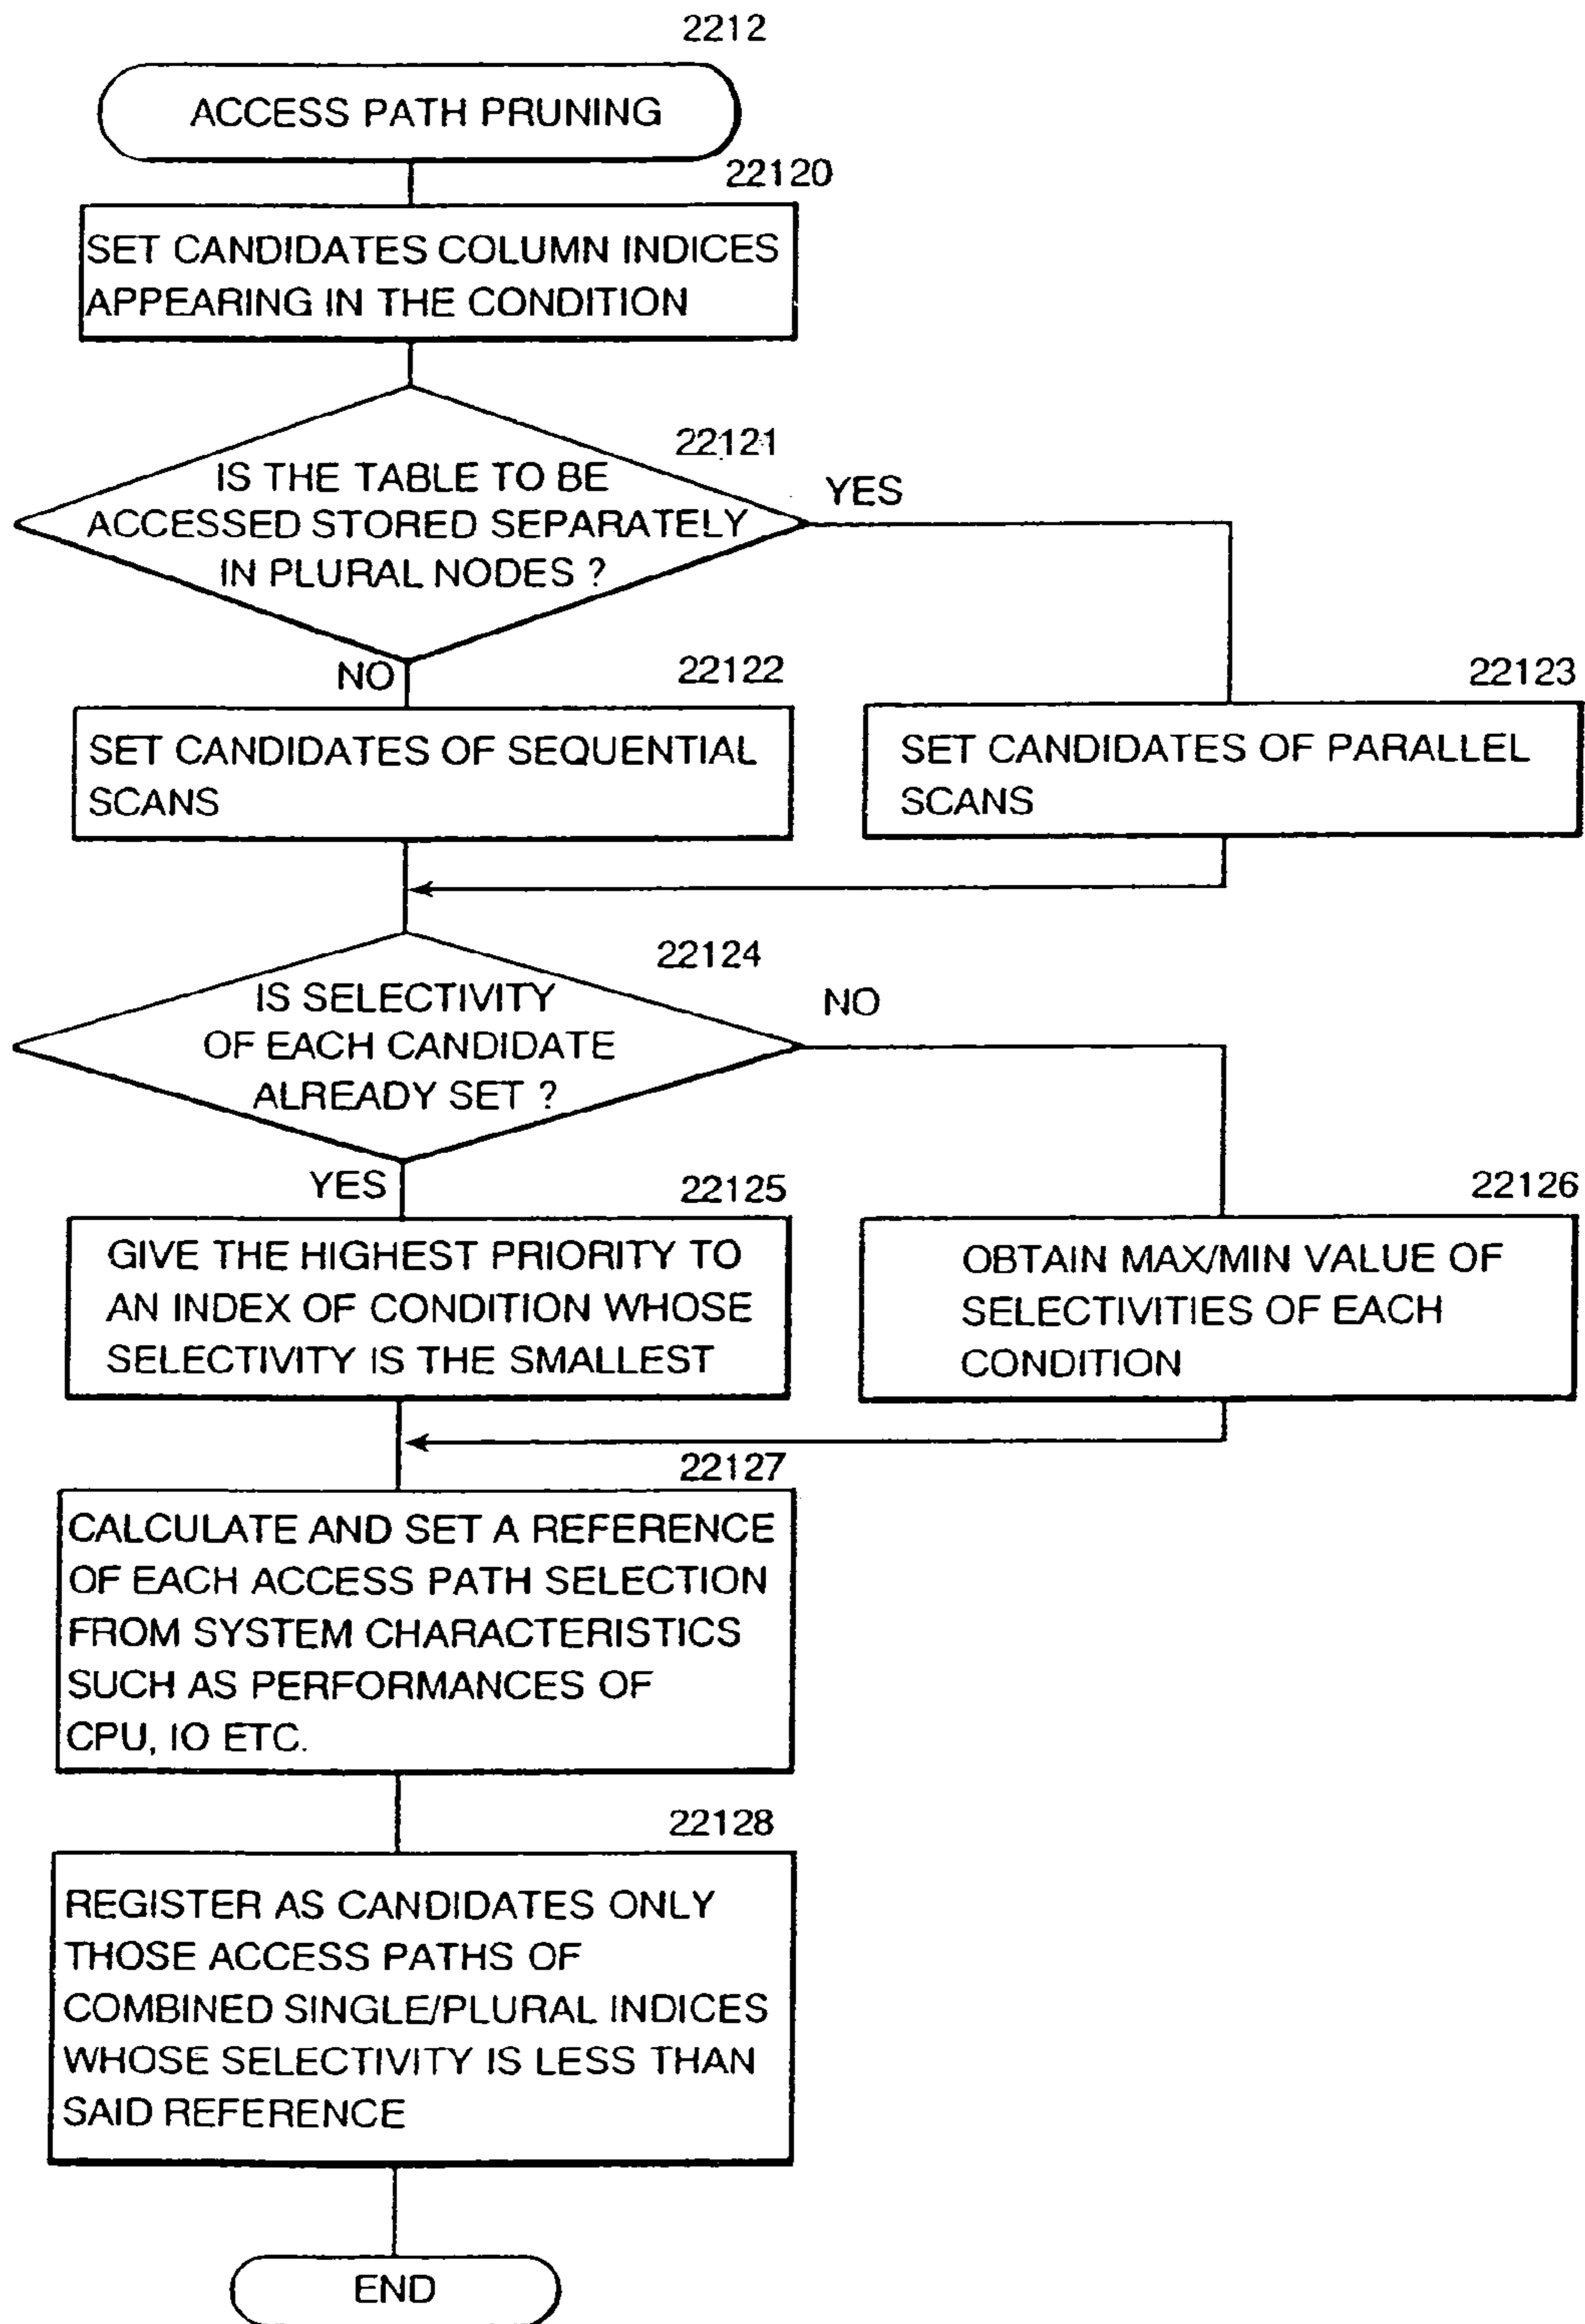 2212
ACCESS PATH PRUNING
22120
SET CANDIDATES COLUMN INDICES
APPEARING IN THE CONDITION
22121
IS THE TABLE TO BE
ACCESSED STORED SEPARATELY
IN PLURAL NODES ?
YES
NO
22122
SET CANDIDATES OF SEQUENTIAL
SCANS
22123
SET CANDIDATES OF PARALLEL
SCANS
22124
IS SELECTIVITY
OF EACH CANDIDATE
ALREADY SET ?
NO
YES
22125
GIVE THE HIGHEST PRIORITY TO
AN INDEX OF CONDITION WHOSE
SELECTIVITY IS THE SMALLEST
22126
OBTAIN MAX/MIN VALUE OF
SELECTIVITIES OF EACH
CONDITION
22127
CALCULATE AND SET A REFERENCE
OF EACH ACCESS PATH SELECTION
FROM SYSTEM CHARACTERISTICS
SUCH AS PERFORMANCES OF
CPU, IO ETC.
22128
REGISTER AS CANDIDATES ONLY
THOSE ACCESS PATHS OF
COMBINED SINGLE/PLURAL INDICES
WHOSE SELECTIVITY IS LESS THAN
SAID REFERENCE
END